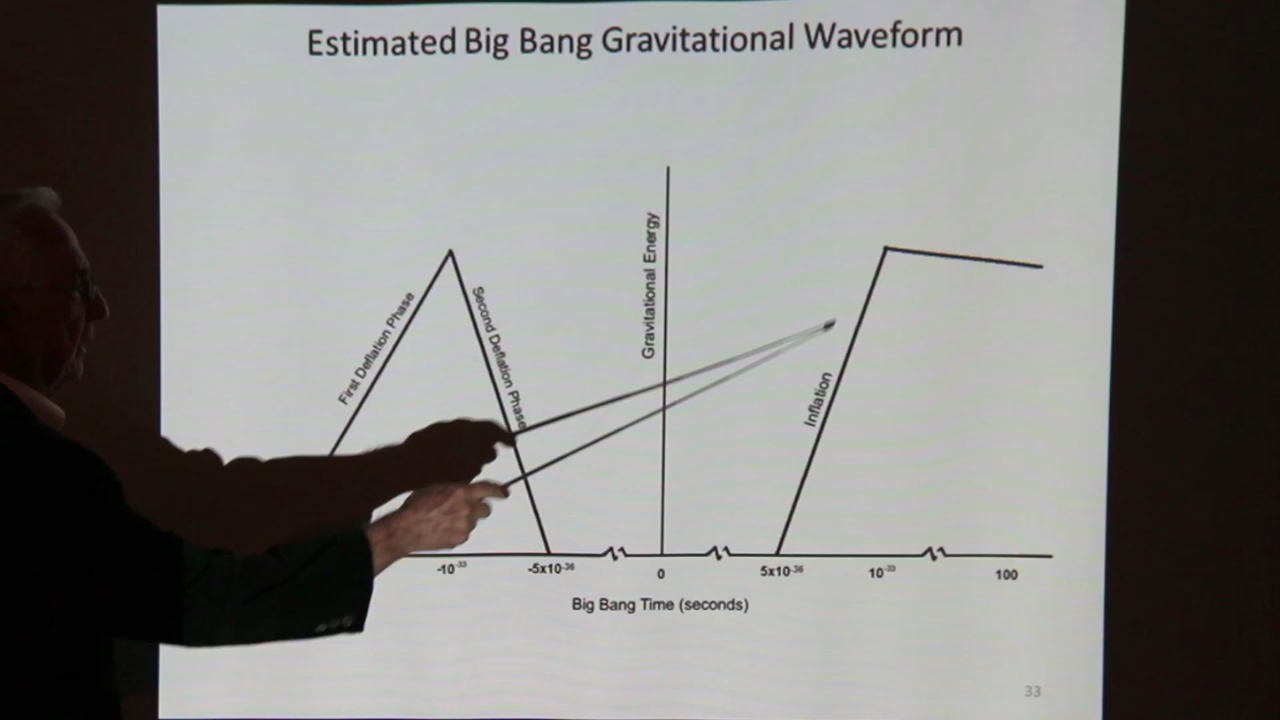 Estimated Big Bang Gravitational Waveform
First Deflation Phase
Second Deflation Phase
Gravitational Energy
Inflation
-10⁻³³
-5x10⁻³⁶
0
5x10⁻³⁶
10⁻³³
100
Big Bang Time (seconds)
33